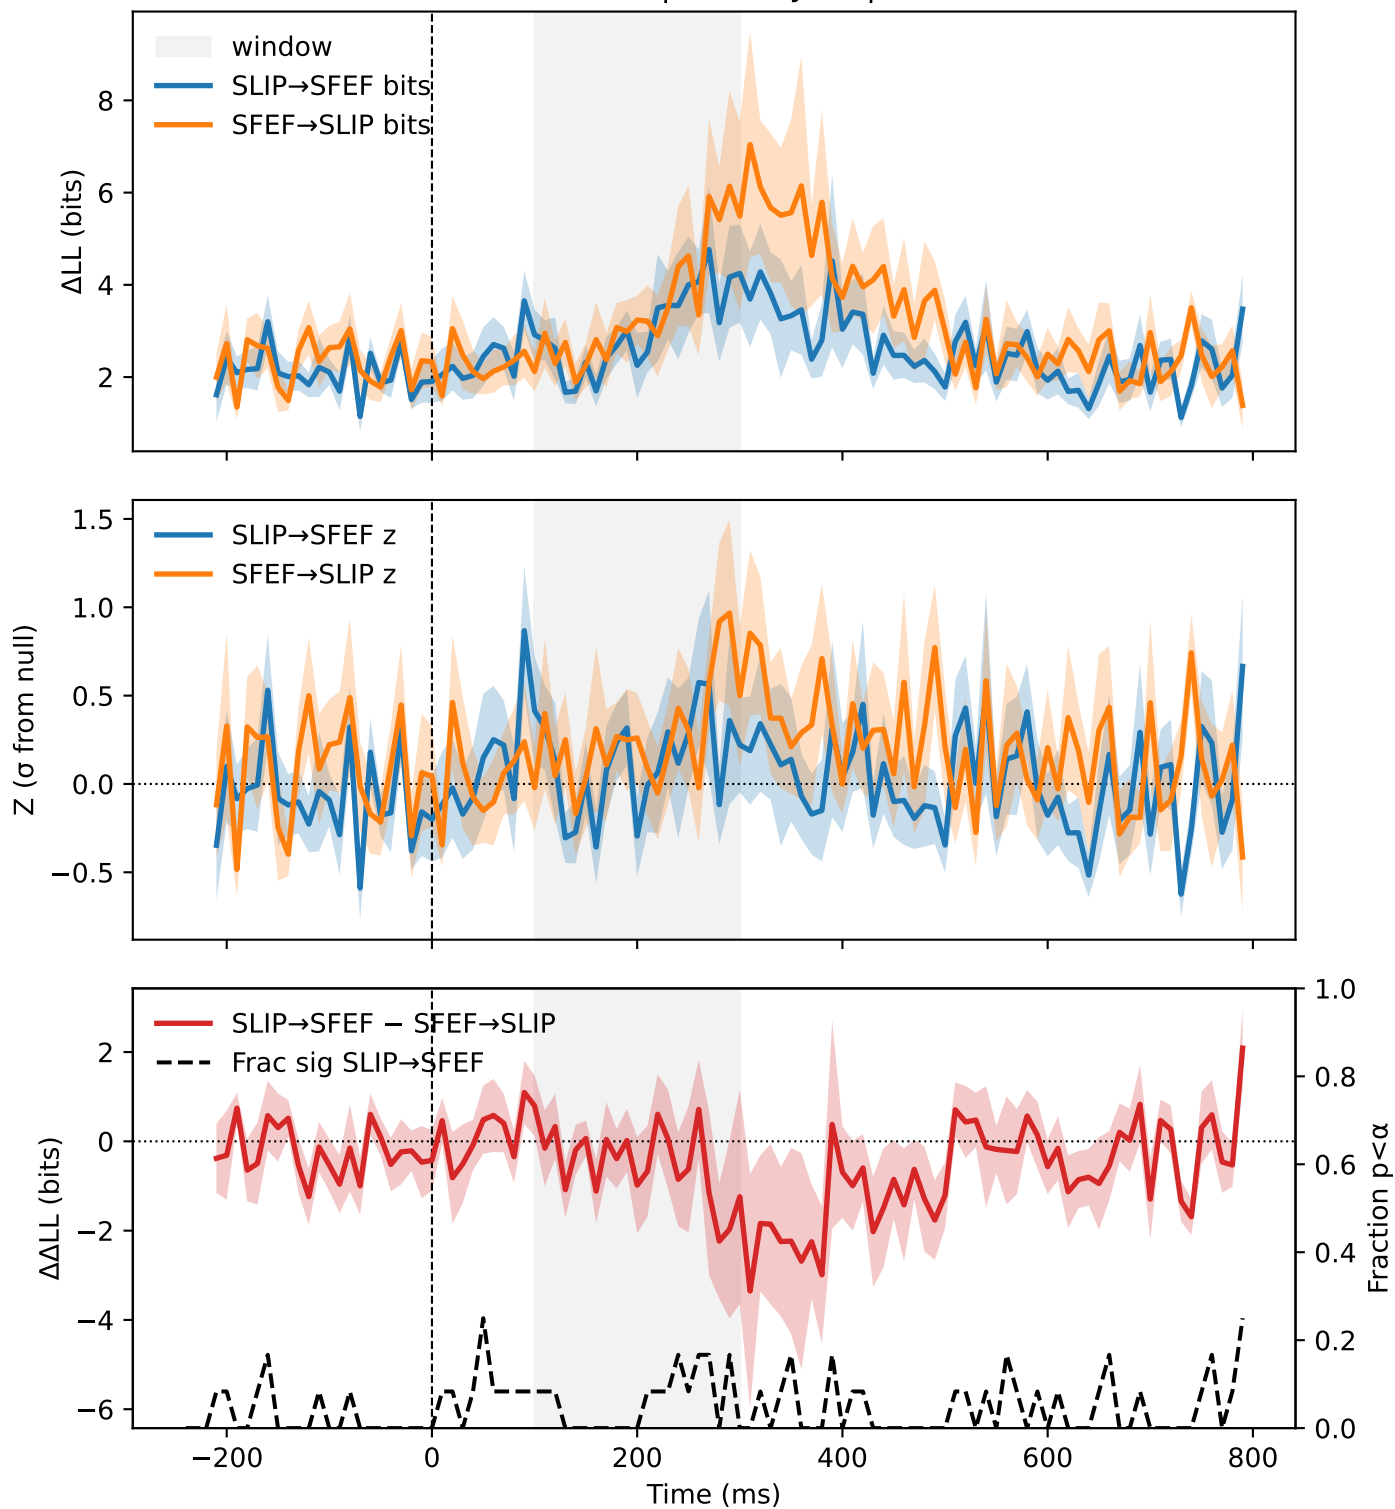 window
SLIP→SFEF bits
SFEF→SLIP bits
8
6
4
2
ΔLL (bits)
SLIP→SFEF z
SFEF→SLIP z
1.5
1.0
0.5
0.0
−0.5
Z (σ from null)
SLIP→SFEF − SFEF→SLIP
Frac sig SLIP→SFEF
2
0
−2
−4
−6
ΔΔLL (bits)
1.0
0.8
0.6
0.4
0.2
0.0
Fraction p<α
−200
0
200
400
600
800
Time (ms)